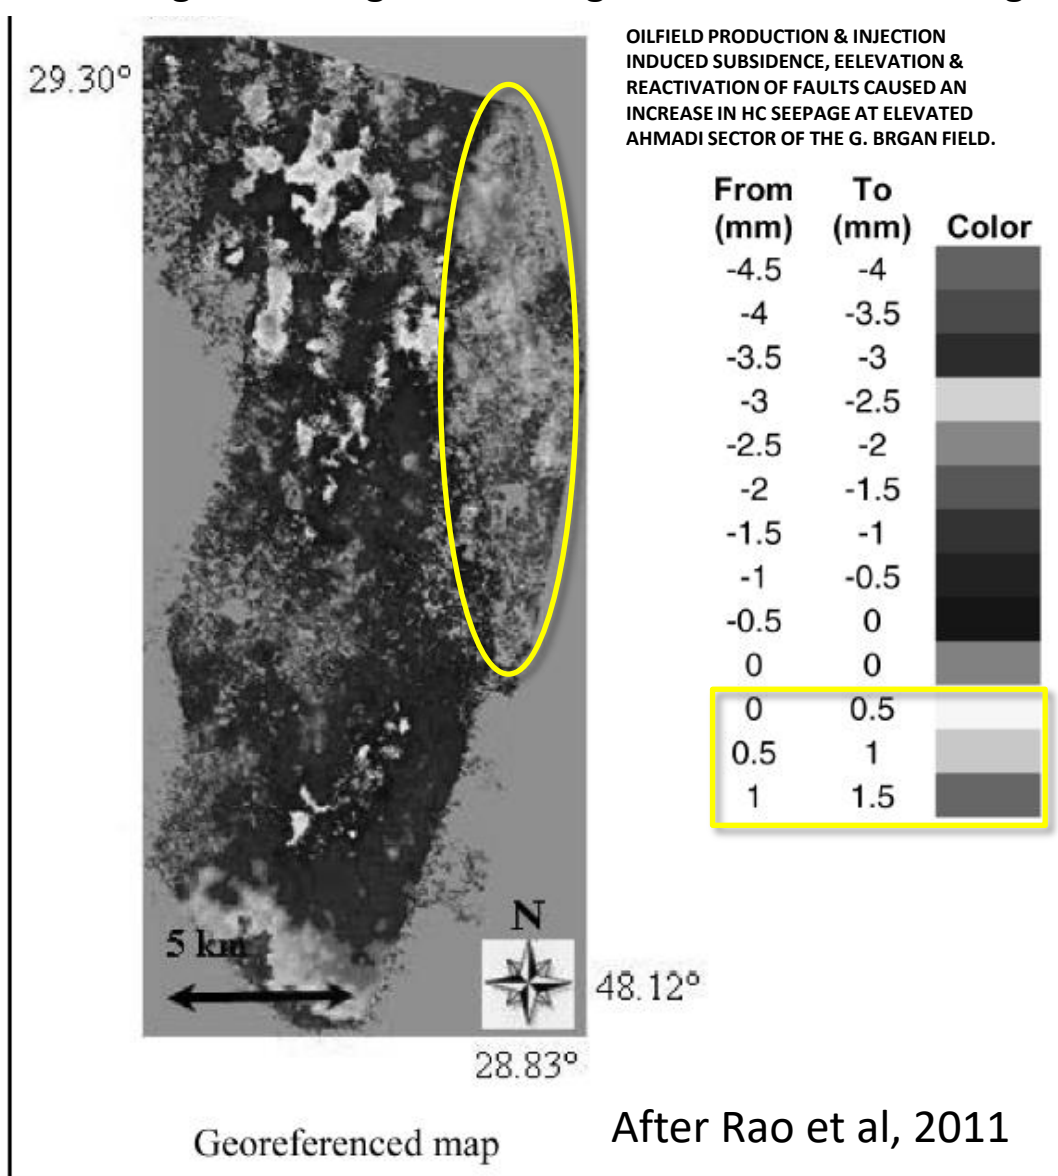 29.30°
OILFIELD PRODUCTION & INJECTION
INDUCED SUBSIDENCE, EELEVATION &
REACTIVATION OF FAULTS CAUSED AN
INCREASE IN HC SEEPAGE AT ELEVATED
AHMADI SECTOR OF THE G. BRGAN FIELD.
From To
(mm) (mm) Color
-4.5 -4
-4 -3.5
-3.5 -3
-3 -2.5
-2.5 -2
-2 -1.5
-1.5 -1
-1 -0.5
-0.5 0
0 0
0 0.5
0.5 1
1 1.5
5 km
N
48.12°
28.83°
Georeferenced map
After Rao et al, 2011